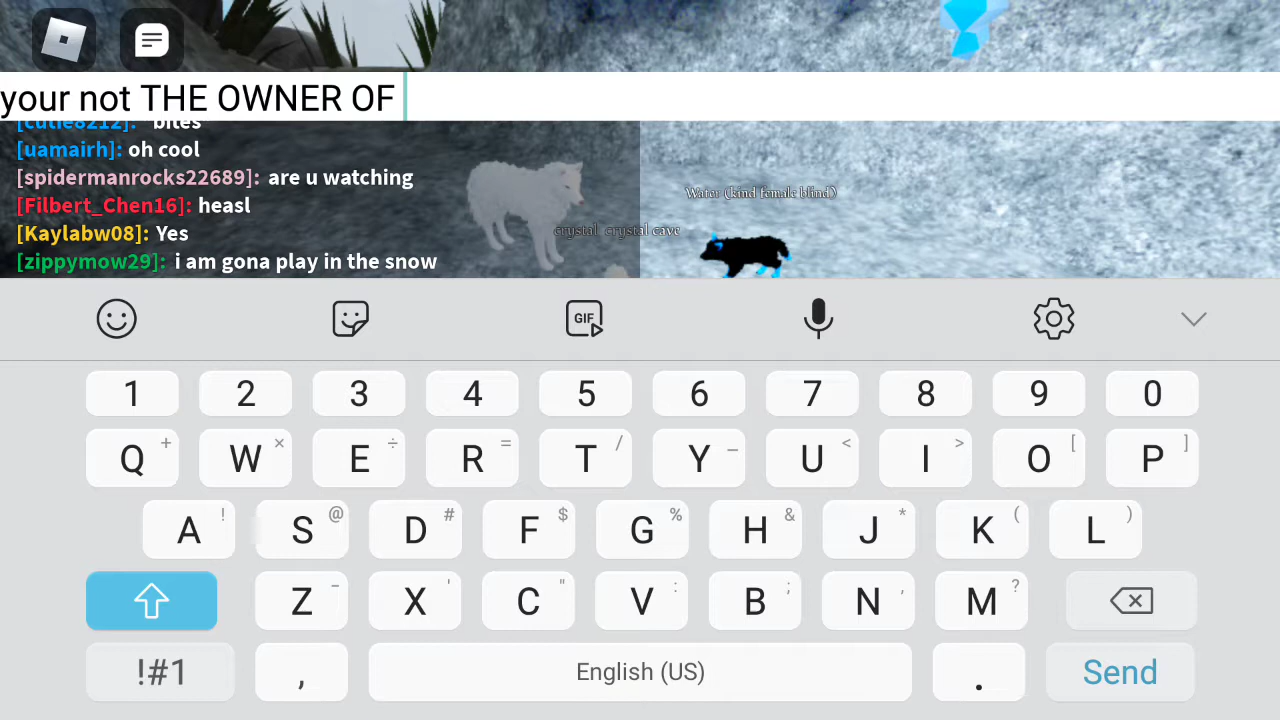 your not THE OWNER OF
[cutie8212]: bites
[uamairh]: oh cool
[spidermanrocks22689]: are u watching
[Filbert_Chen16]: heasl
[Kaylabw08]: Yes
[zippymow29]: i am gona play in the snow
Water (kind female blind)
crystal crystal cave
GIF
1 2 3 4 5 6 7 8 9 0
Q + W × E ÷ R = T / Y _ U < I > O [ P ]
A ! S @ D # F $ G % H & J * K ( L )
Z - X ' C " V : B ; N , M ?
!#1 , English (US) . Send